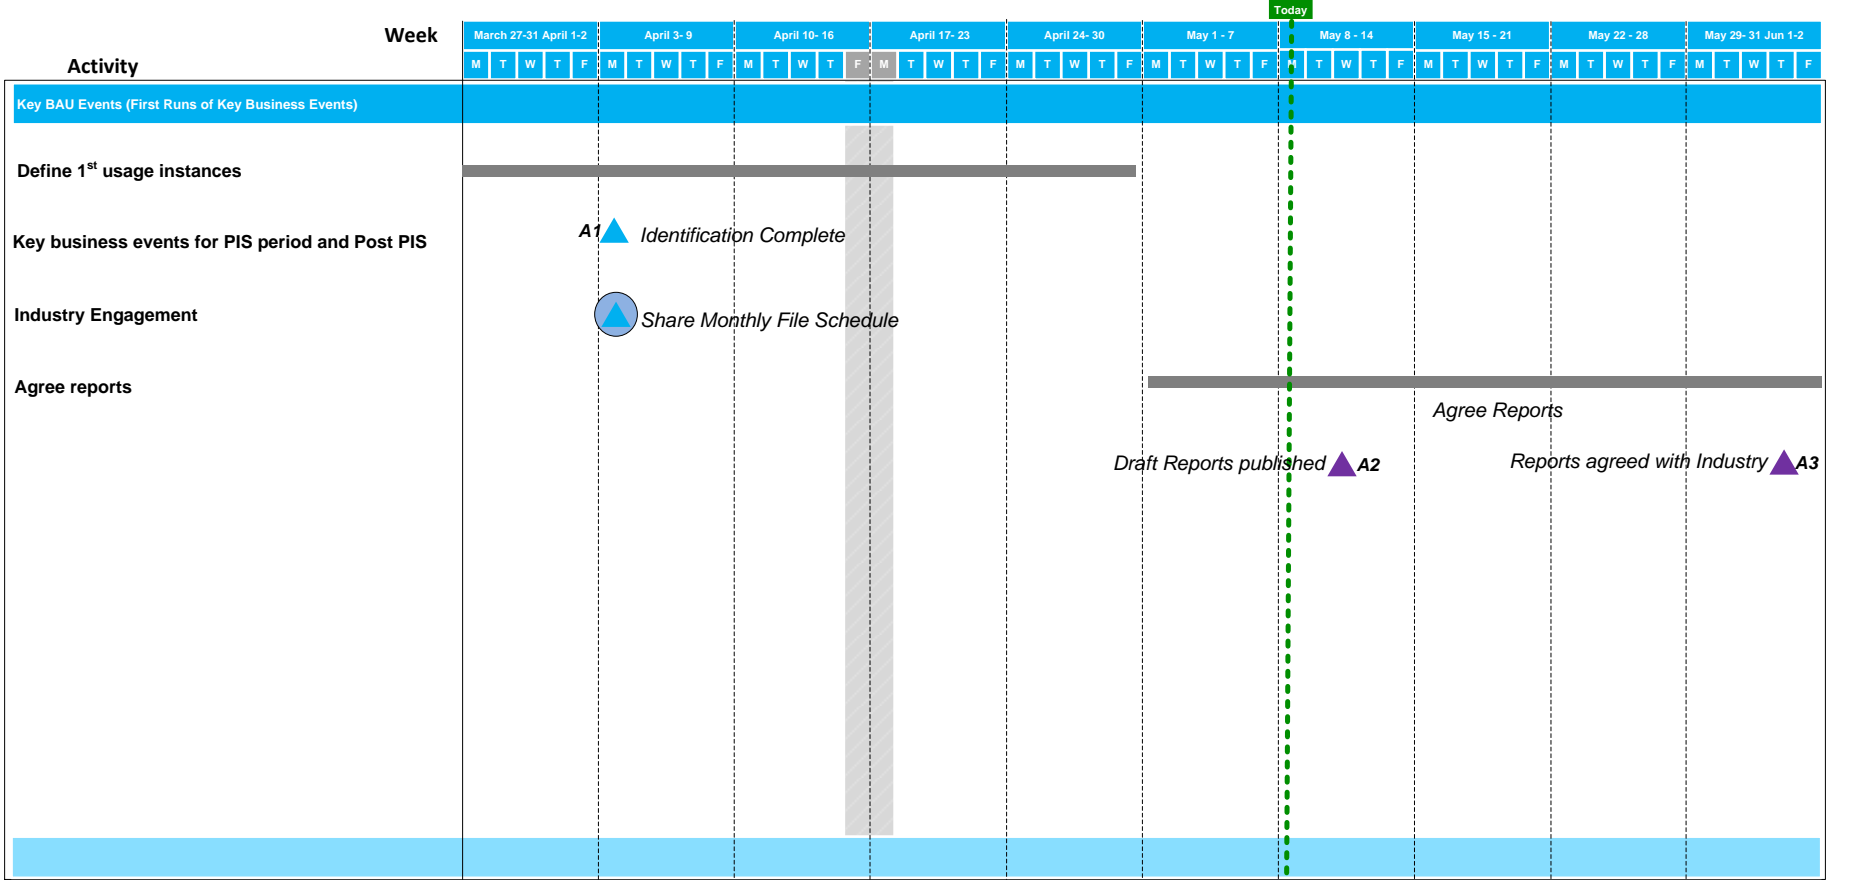 Today
Week
March 27-31 April 1-2 April 3- 9 April 10- 16 April 17- 23 April 24- 30 May 1 - 7 May 8 - 14 May 15 - 21 May 22 - 28 May 29- 31 Jun 1-2
Activity
M T W T F M T W T F M T W T F M T W T F M T W T F M T W T F M T W T F M T W T F M T W T F M T W T F
Key BAU Events (First Runs of Key Business Events)
Define 1st usage instances
Key business events for PIS period and Post PIS
A1 Identification Complete
Industry Engagement
Share Monthly File Schedule
Agree reports
Agree Reports
Draft Reports published A2
Reports agreed with Industry A3